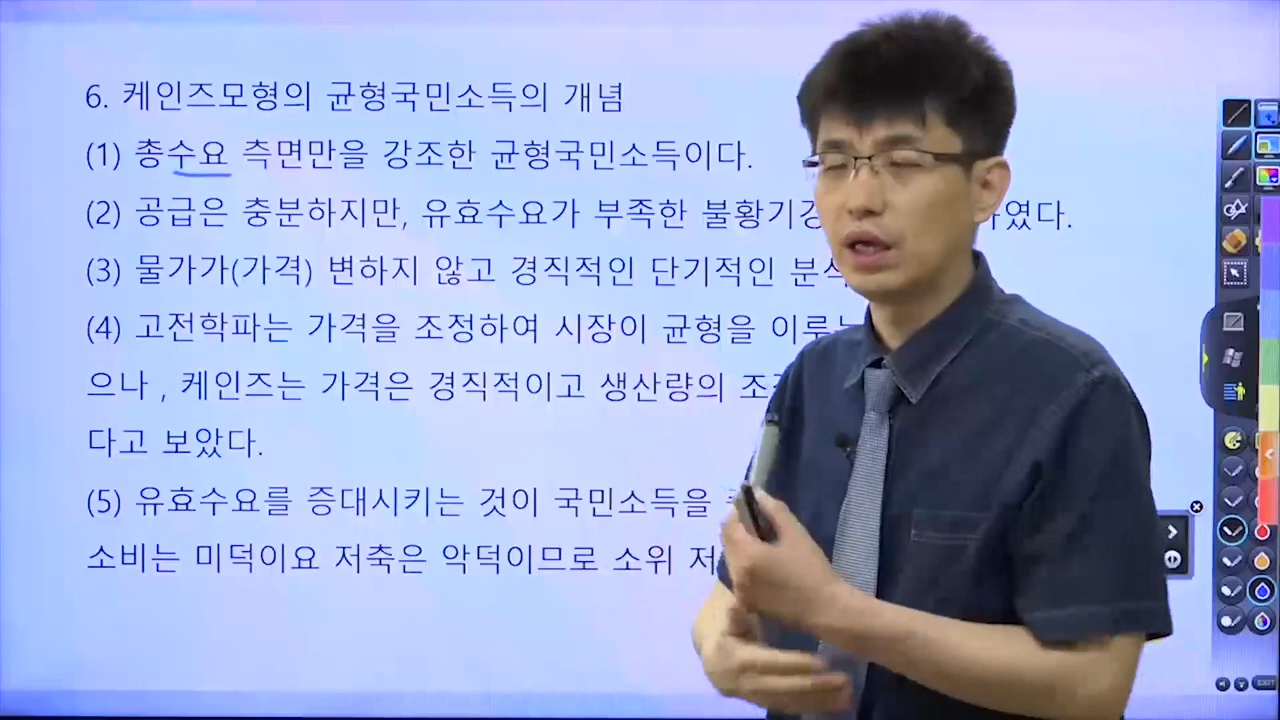 6. 케인즈모형의 균형국민소득의 개념
(1) 총수요 측면만을 강조한 균형국민소득이다.
(2) 공급은 충분하지만, 유효수요가 부족한 불황기경
(3) 물가가(가격) 변하지 않고 경직적인 단기적인 분석
(4) 고전학파는 가격을 조정하여 시장이 균형을 이루
으나 , 케인즈는 가격은 경직적이고 생산량의 조
다고 보았다.
(5) 유효수요를 증대시키는 것이 국민소득을
소비는 미덕이요 저축은 악덕이므로 소위 저
EXIT